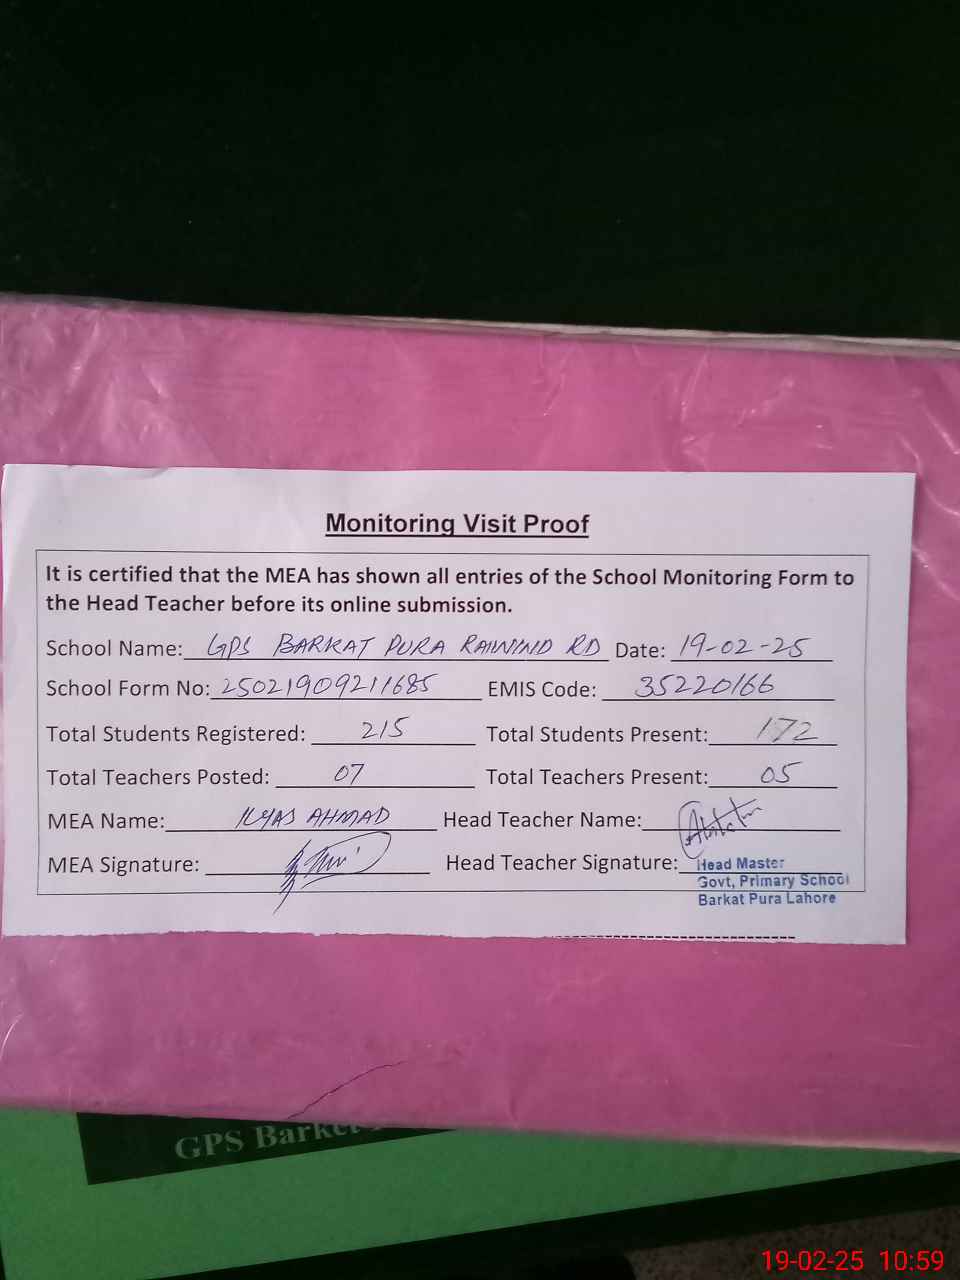 Monitoring Visit Proof
It is certified that the MEA has shown all entries of the School Monitoring Form to
the Head Teacher before its online submission.
School Name: GPS BARKAT PURA RAIWIND RD Date: 19-02-25
School Form No: 25021909211685 EMIS Code: 35220166
Total Students Registered: 215 Total Students Present: 172
Total Teachers Posted: 07 Total Teachers Present: 05
MEA Name: ILYAS AHMAD Head Teacher Name:
MEA Signature: Head Teacher Signature:
Head Master
Govt, Primary School
Barkat Pura Lahore
GPS Barket
19-02-25 10:59